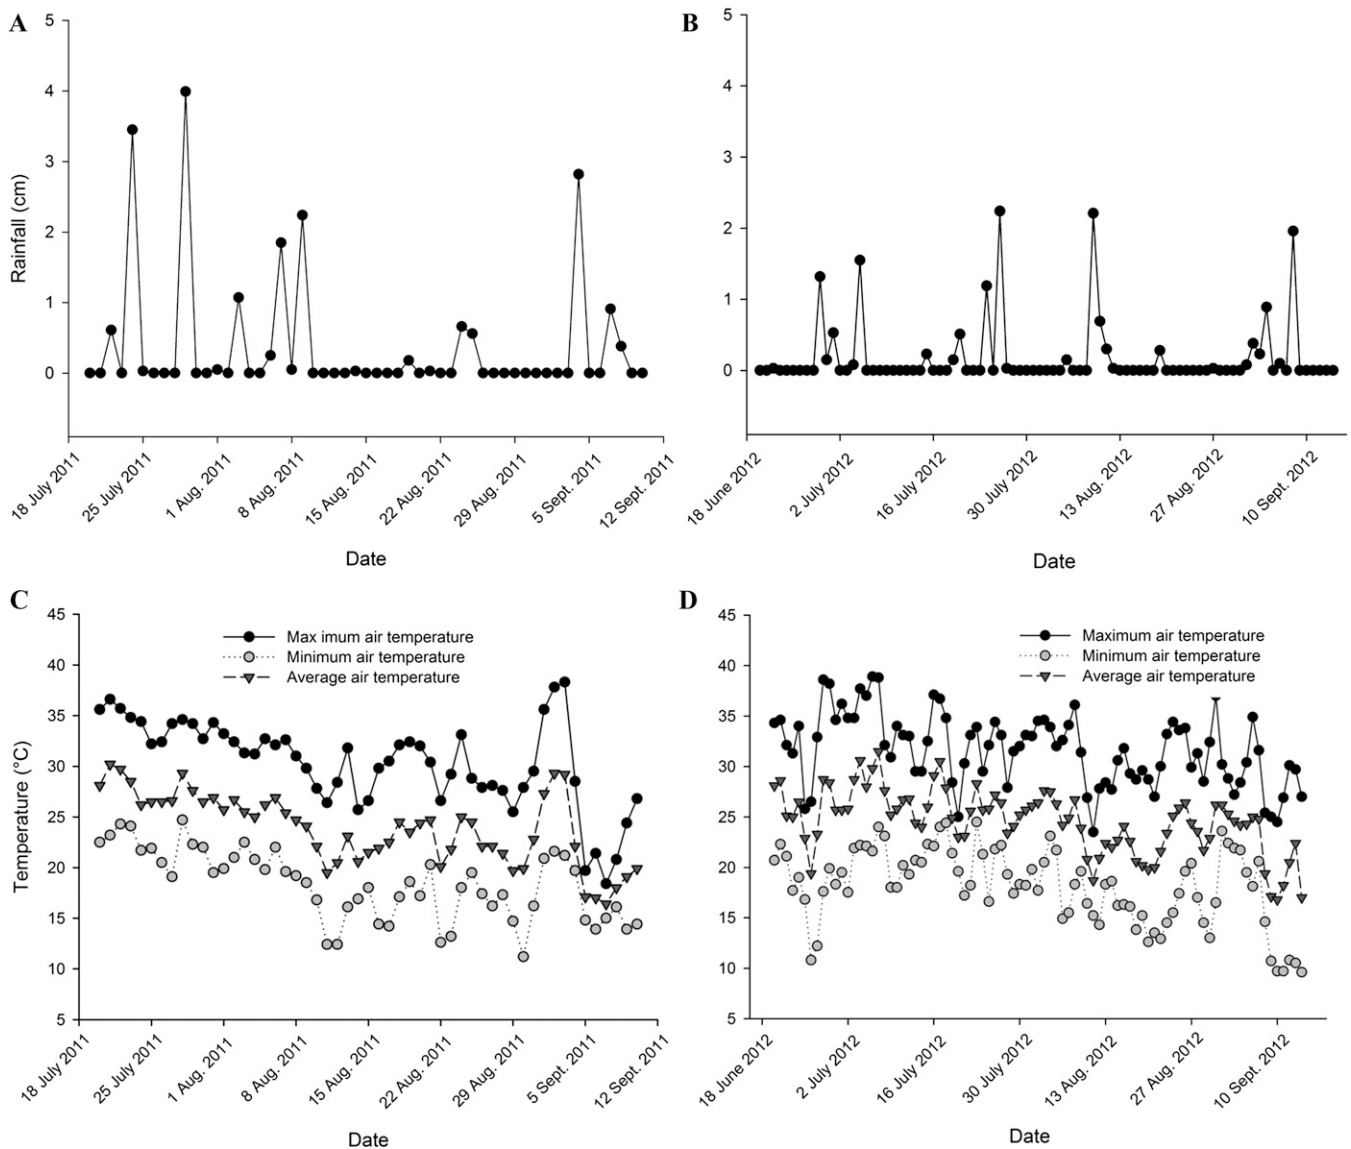 A
5
4
3
2
1
0
Rainfall (cm)
18 July 2011
25 July 2011
1 Aug. 2011
8 Aug. 2011
15 Aug. 2011
22 Aug. 2011
29 Aug. 2011
5 Sept. 2011
12 Sept. 2011
Date
B
5
4
3
2
1
0
18 June 2012
2 July 2012
16 July 2012
30 July 2012
13 Aug. 2012
27 Aug. 2012
10 Sept. 2012
Date
C
45
40
35
30
25
20
15
10
5
Temperature (°C)
Max imum air temperature
Minimum air temperature
Average air temperature
18 July 2011
25 July 2011
1 Aug. 2011
8 Aug. 2011
15 Aug. 2011
22 Aug. 2011
29 Aug. 2011
5 Sept. 2011
12 Sept. 2011
Date
D
45
40
35
30
25
20
15
10
5
Maximum air temperature
Minimum air temperature
Average air temperature
18 June 2012
2 July 2012
16 July 2012
30 July 2012
13 Aug. 2012
27 Aug. 2012
10 Sept. 2012
Date